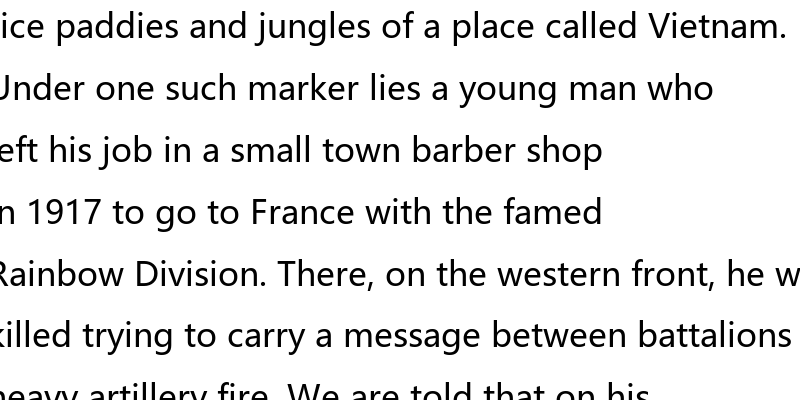 ice paddies and jungles of a place called Vietnam.
Under one such marker lies a young man who
eft his job in a small town barber shop
n 1917 to go to France with the famed
Rainbow Division. There, on the western front, he w
killed trying to carry a message between battalions
heavy artillery fire. We are told that on his